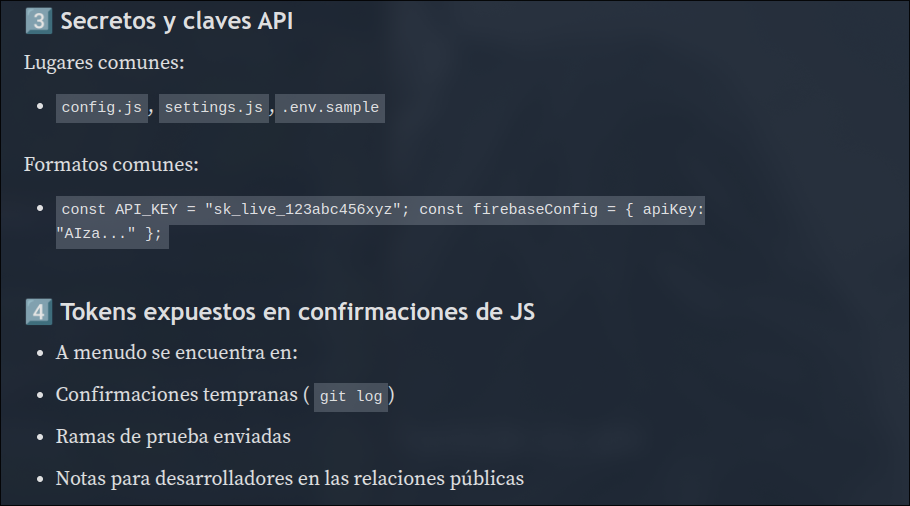 3️⃣ Secretos y claves API
Lugares comunes:
• config.js, settings.js, .env.sample
Formatos comunes:
• const API_KEY = "sk_live_123abc456xyz"; const firebaseConfig = { apiKey:
"AIza..." };
4️⃣ Tokens expuestos en confirmaciones de JS
• A menudo se encuentra en:
• Confirmaciones tempranas ( git log)
• Ramas de prueba enviadas
• Notas para desarrolladores en las relaciones públicas